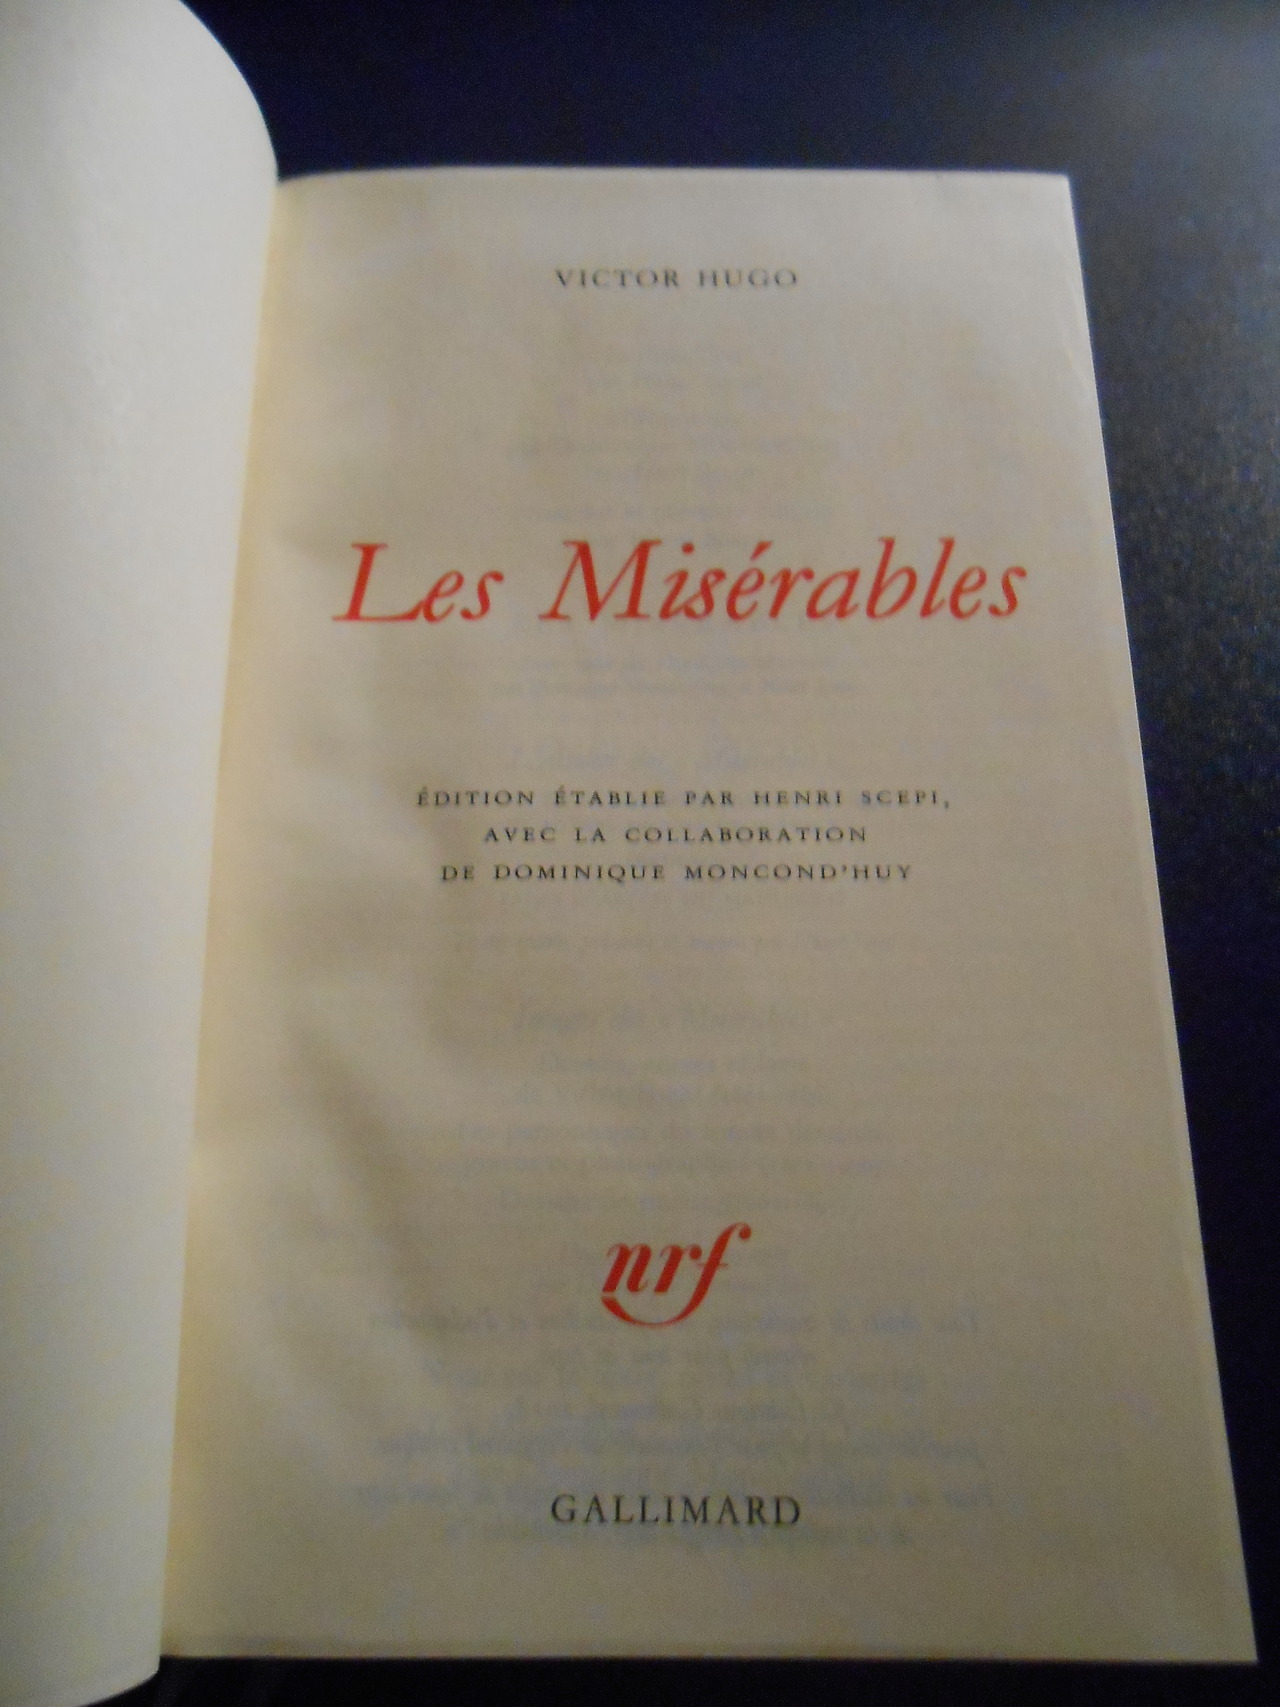 VICTOR HUGO
Les Misérables
ÉDITION ÉTABLIE PAR HENRI SCEPI,
AVEC LA COLLABORATION
DE DOMINIQUE MONCOND'HUY
nrf
GALLIMARD